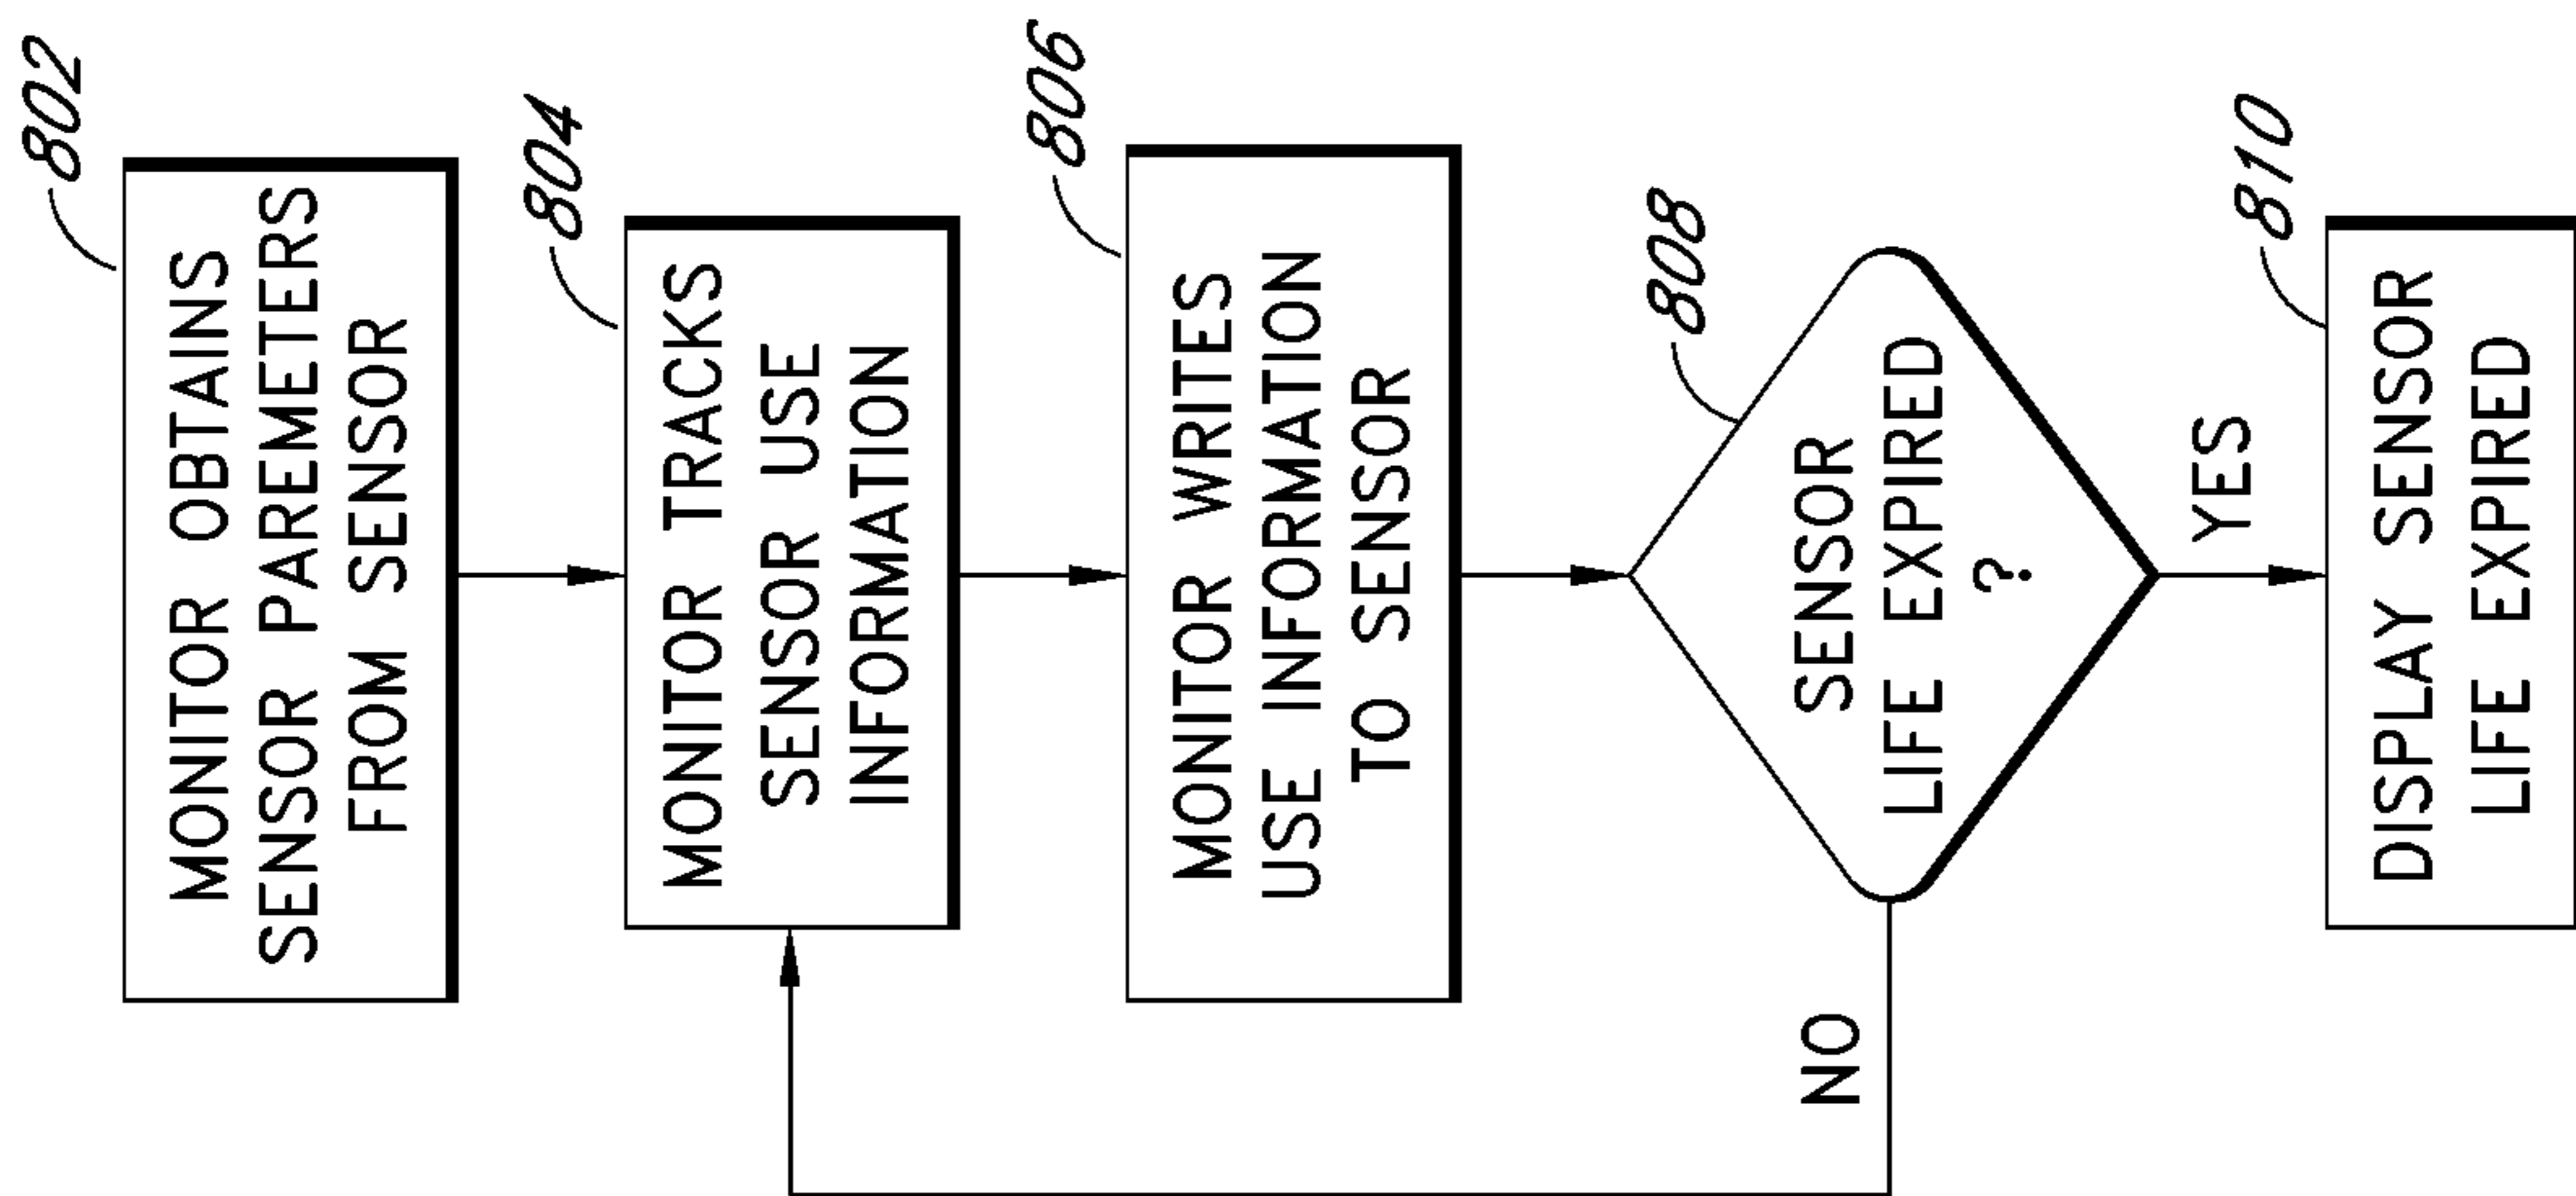 802
MONITOR OBTAINS
SENSOR PAREMETERS
FROM SENSOR
804
MONITOR TRACKS
SENSOR USE
INFORMATION
806
MONITOR WRITES
USE INFORMATION
TO SENSOR
808
SENSOR
LIFE EXPIRED
?
NO
YES
810
DISPLAY SENSOR
LIFE EXPIRED